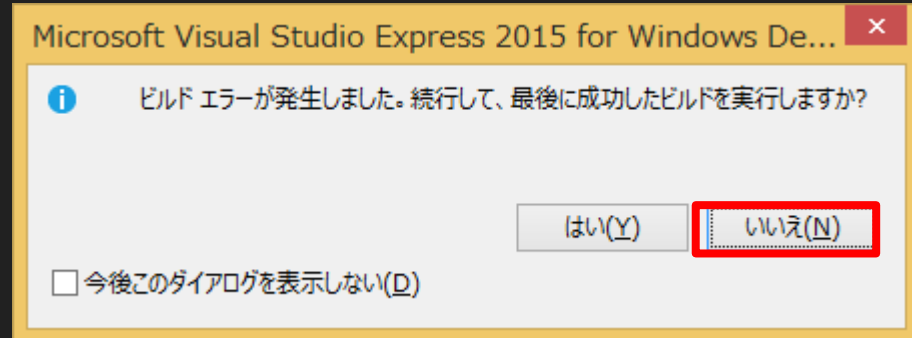 Microsoft Visual Studio Express 2015 for Windows De...
ビルド エラーが発生しました。続行して、最後に成功したビルドを実行しますか?
はい(Y)
いいえ(N)
今後このダイアログを表示しない(D)